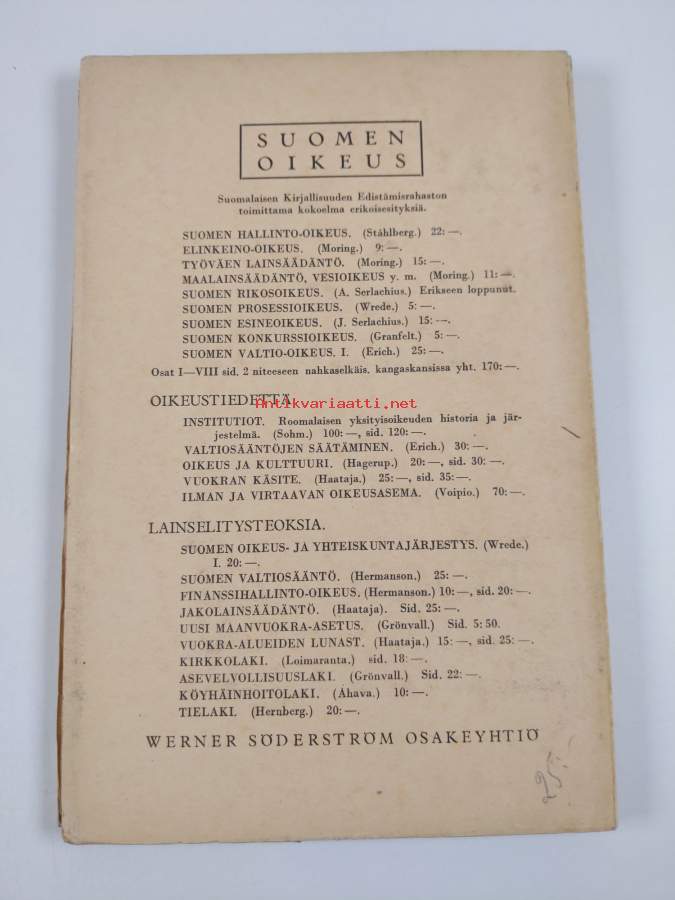 SUOMEN
OIKEUS
Suomalaisen Kirjallisuuden Edistämisrahaston
toimittama kokoelma erikoisesityksiä.
SUOMEN HALLINTO-OIKEUS. (Ståhlberg.) 22: —.
ELINKEINO-OIKEUS. (Moring.) 9: —.
TYÖVÄEN LAINSÄÄDÄNTÖ. (Moring.) 15: —.
MAALAINSÄÄDÄNTÖ, VESIOIKEUS y. m. (Moring.) 11: —.
SUOMEN RIKOSOIKEUS. (A. Serlachius.) Erikseen loppunut.
SUOMEN PROSESSIOIKEUS. (Wrede.) 5: —.
SUOMEN ESINEOIKEUS. (J. Serlachius.) 15: —.
SUOMEN KONKURSSIOIKEUS. (Granfelt.) 5: —.
SUOMEN VALTIO-OIKEUS. I. (Erich.) 25: —.
Osat I—VIII sid. 2 niteeseen nahkaselkäis. kangaskansissa yht. 170: —.
OIKEUSTIEDETTÄ.
Antikvariaatti.net
INSTITUTIOT. Roomalaisen yksityisoikeuden historia ja jär-
jestelmä. (Sohm.) 100: —, sid. 120: —.
VALTIOSÄÄNTÖJEN SÄÄTÄMINEN. (Erich.) 30: —.
OIKEUS JA KULTTUURI. (Hagerup.) 20: —, sid. 30: —.
VUOKRAN KÄSITE. (Haataja.) 25: —, sid. 35: —.
ILMAN JA VIRTAAVAN OIKEUSASEMA. (Voipio.) 70: —.
LAINSELITYSTEOKSIA.
SUOMEN OIKEUS- JA YHTEISKUNTAJÄRJESTYS. (Wrede.)
I. 20: —.
SUOMEN VALTIOSÄÄNTÖ. (Hermanson.) 25: —.
FINANSSIHALLINTO-OIKEUS. (Hermanson.) 10: —, sid. 20: —.
JAKOLAINSÄÄDÄNTÖ. (Haataja). Sid. 25: —.
UUSI MAANVUOKRA-ASETUS. (Grönvall.) Sid. 5: 50.
VUOKRA-ALUEIDEN LUNAST. (Haataja.) 15: —, sid. 25: —.
KIRKKOLAKI. (Loimaranta.) sid. 18: —.
ASEVELVOLLISUUSLAKI. (Grönvall.) Sid. 22: —.
KÖYHÄINHOITOLAKI. (Ahava.) 10: —.
TIELAKI. (Hernberg.) 20: —.
WERNER SÖDERSTRÖM OSAKEYHTIÖ
25:-